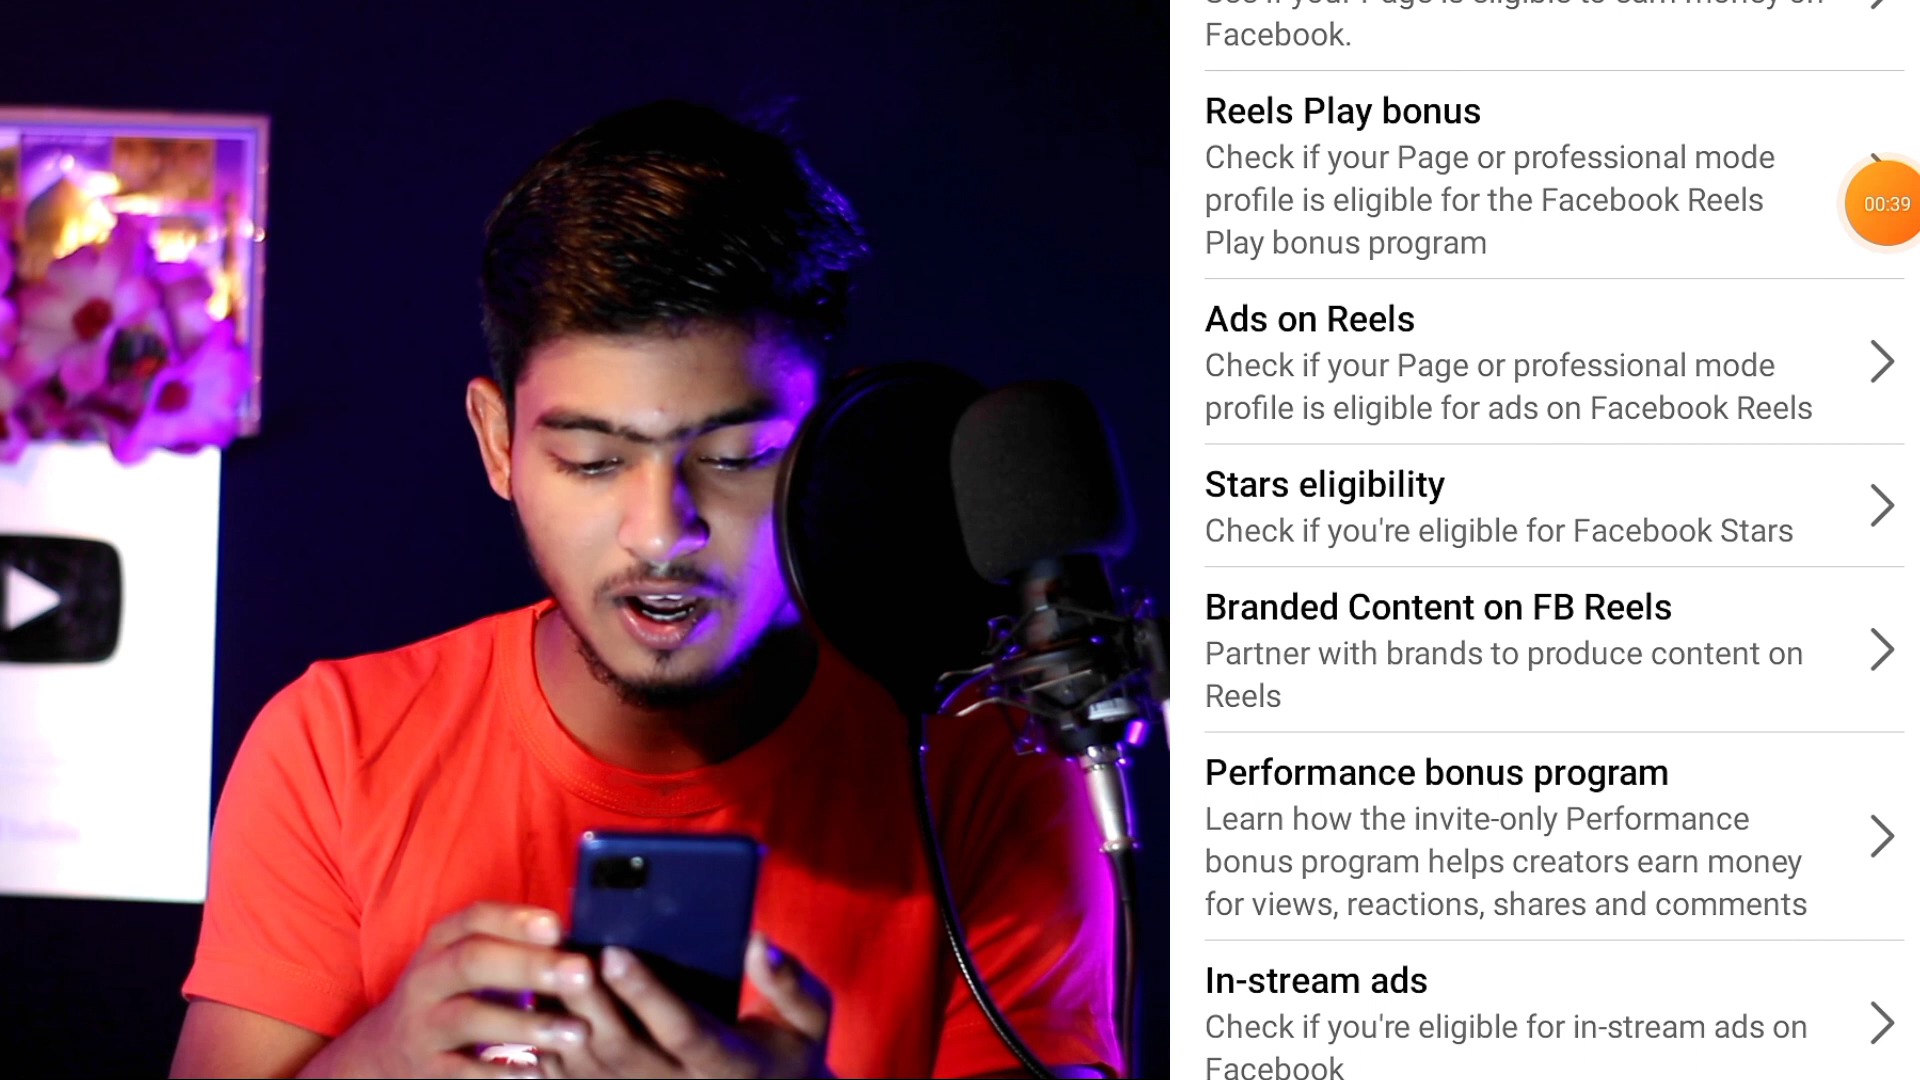 Facebook.
Reels Play bonus
Check if your Page or professional mode
profile is eligible for the Facebook Reels
Play bonus program
00:39
Ads on Reels
Check if your Page or professional mode
profile is eligible for ads on Facebook Reels
Stars eligibility
Check if you're eligible for Facebook Stars
Branded Content on FB Reels
Partner with brands to produce content on
Reels
Performance bonus program
Learn how the invite-only Performance
bonus program helps creators earn money
for views, reactions, shares and comments
In-stream ads
Check if you're eligible for in-stream ads on
Facebook